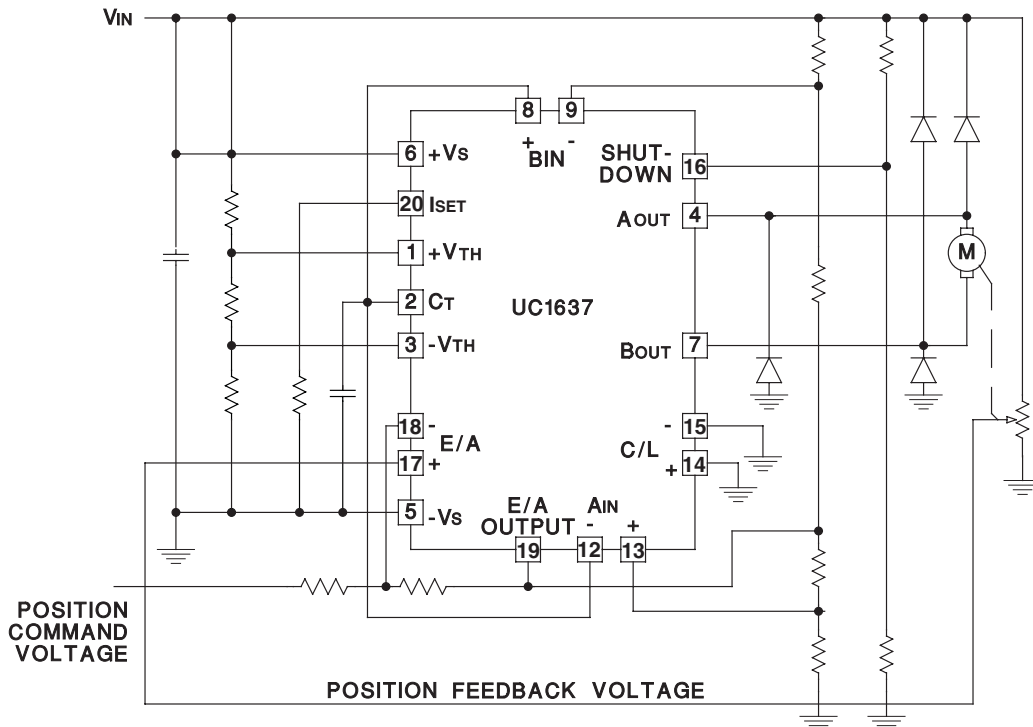 VIN
8
9
+ BIN -
6 +VS
SHUT-
DOWN 16
20 ISET
AOUT 4
1 +VTH
M
2 CT
UC1637
3 -VTH
BOUT 7
18 -
E/A
17 +
- 15
C/L
+ 14
5 -VS
E/A
OUTPUT
AIN
- +
19
12
13
POSITION
COMMAND
VOLTAGE
POSITION FEEDBACK VOLTAGE